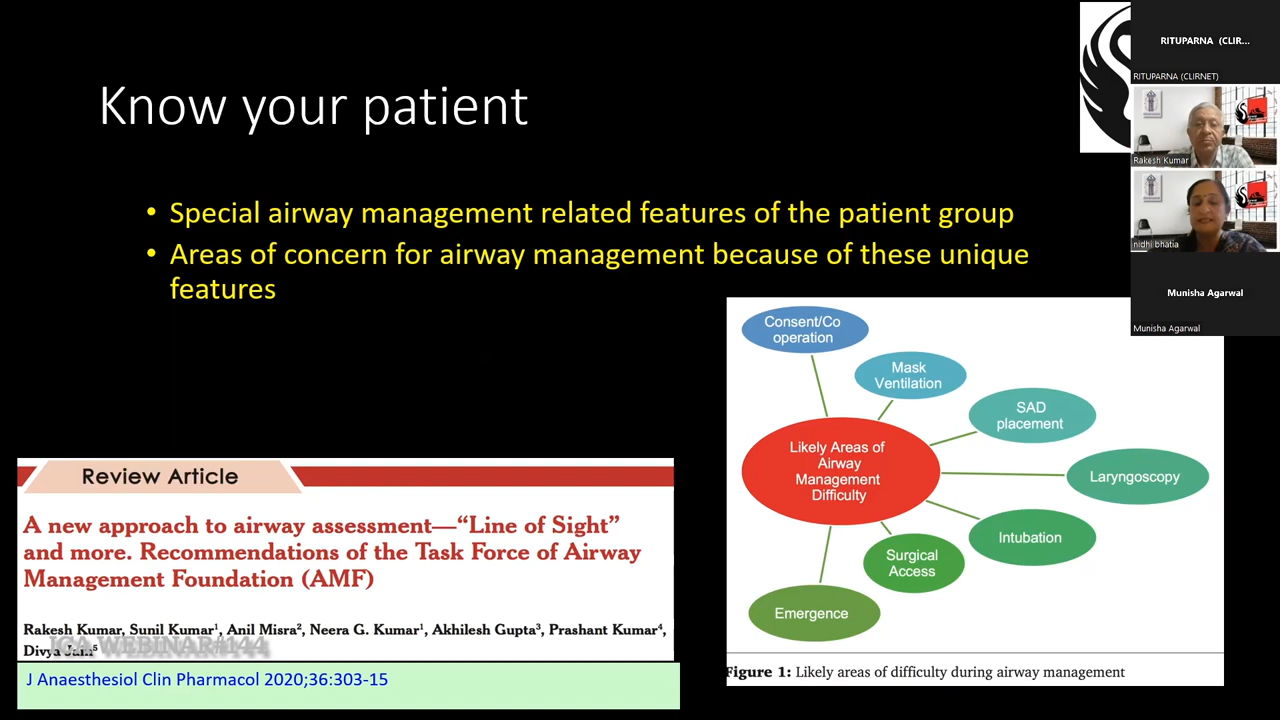 Know your patient
• Special airway management related features of the patient group
• Areas of concern for airway management because of these unique
features
Review Article
A new approach to airway assessment—“Line of Sight”
and more. Recommendations of the Task Force of Airway
Management Foundation (AMF)
Rakesh Kumar, Sunil Kumar¹, Anil Misra², Neera G. Kumar¹, Akhilesh Gupta³, Prashant Kumar⁴,
Divya Jain⁵
WEBINAR#144
J Anaesthesiol Clin Pharmacol 2020;36:303-15
Consent/Co
operation
Mask
Ventilation
SAD
placement
Likely Areas of
Airway
Management
Difficulty
Laryngoscopy
Intubation
Surgical
Access
Emergence
Figure 1: Likely areas of difficulty during airway management
RITUPARNA (CLIR...
RITUPARNA (CLIRNET)
Rakesh Kumar
nidhi bhatia
Munisha Agarwal
Munisha Agarwal